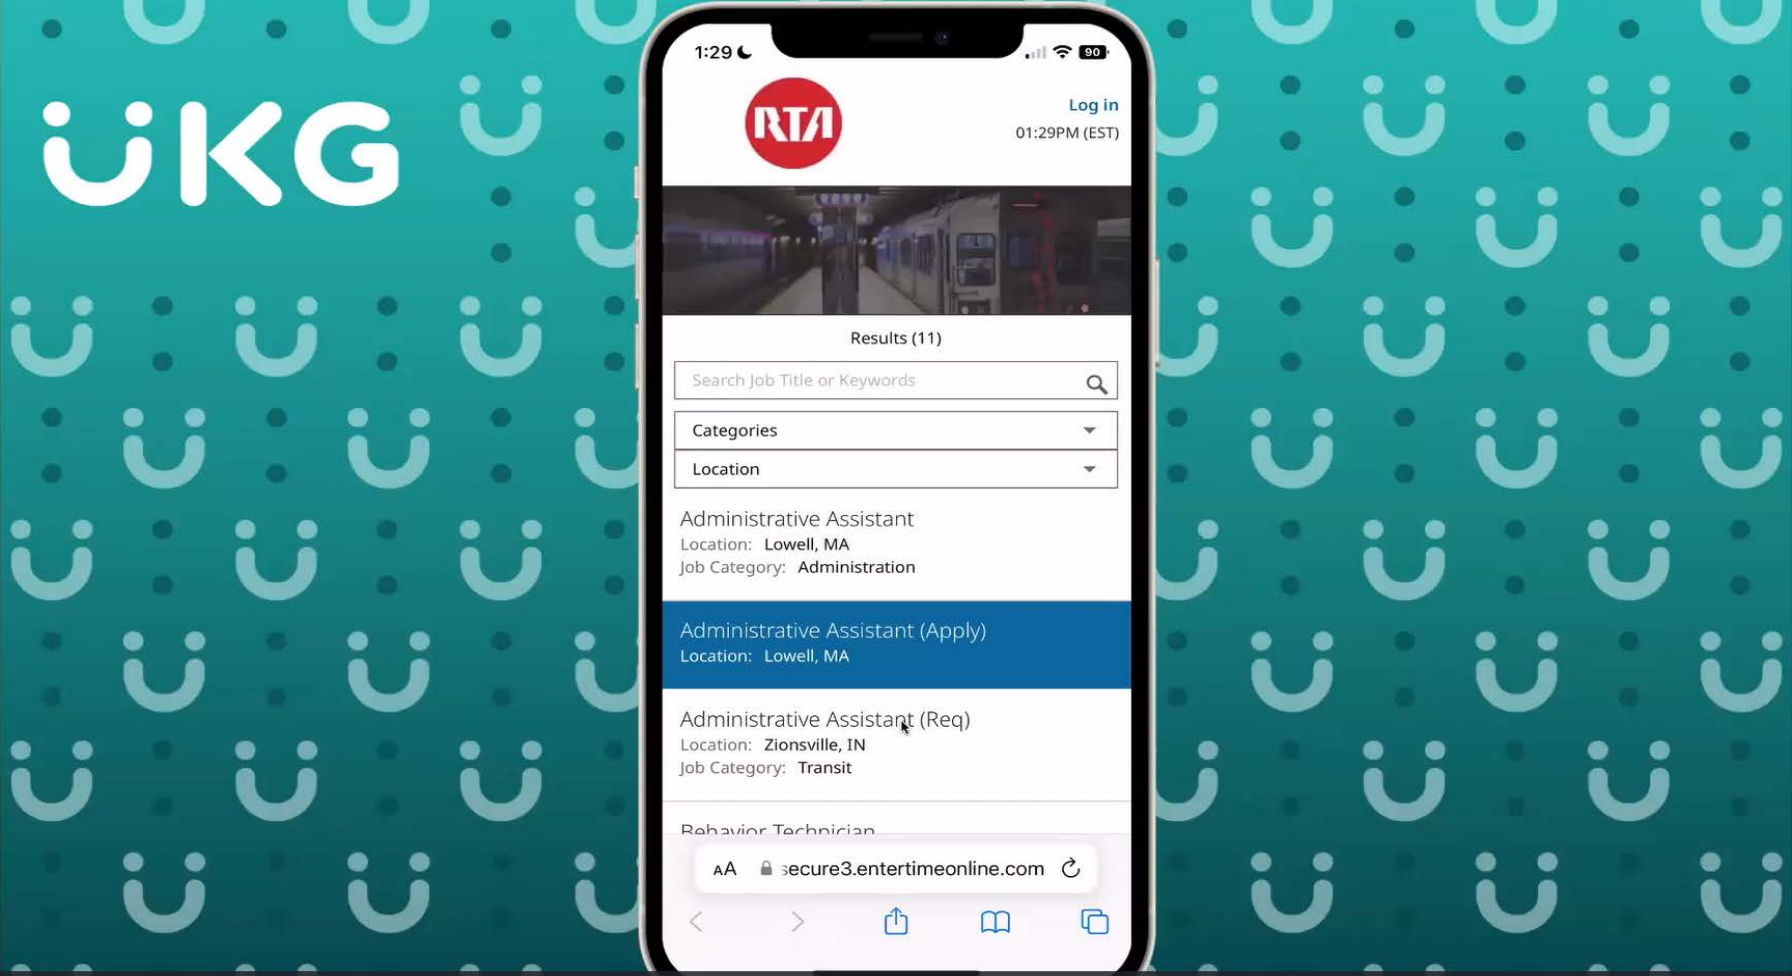 UKG
1:29
90
RTA
Log in
01:29PM (EST)
Results (11)
Search Job Title or Keywords
Categories
Location
Administrative Assistant
Location: Lowell, MA
Job Category: Administration
Administrative Assistant (Apply)
Location: Lowell, MA
Administrative Assistant (Req)
Location: Zionsville, IN
Job Category: Transit
Behavior Technician
AA secure3.entertimeonline.com